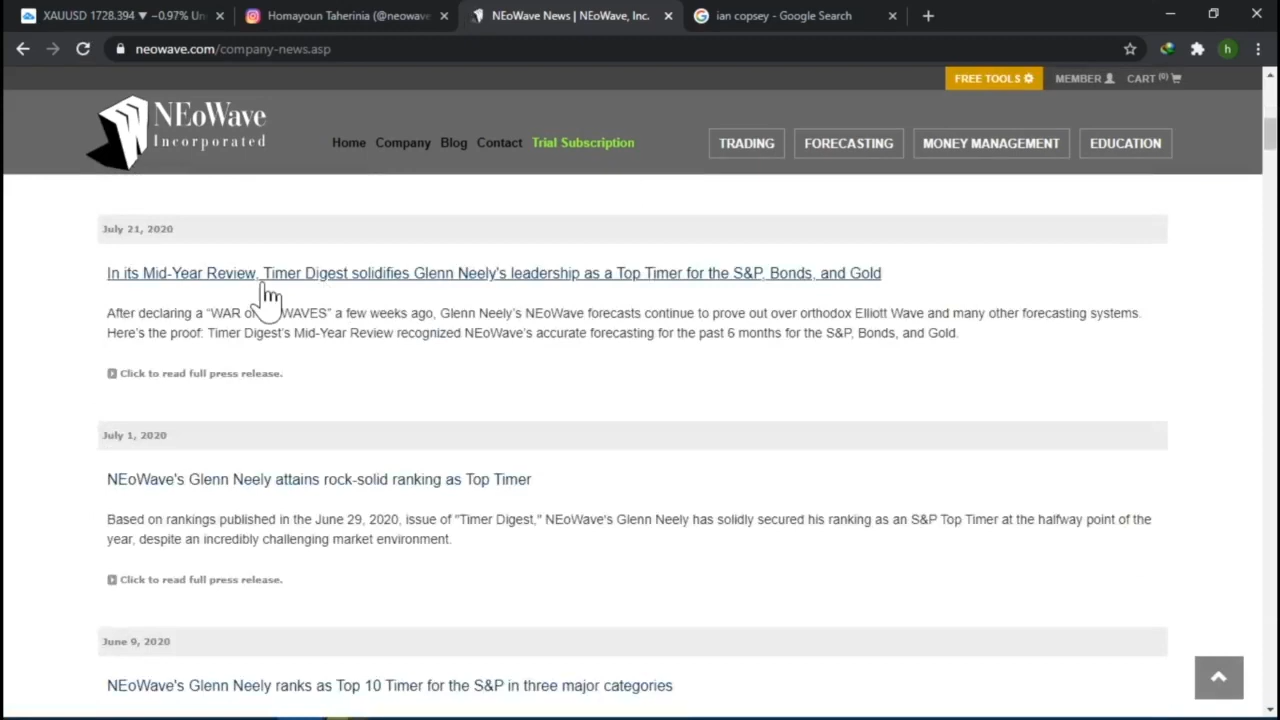 XAUUSD 1728.394 ▼ −0.97% Un
Homayoun Taherinia (@neowave
NEoWave News | NEoWave, Inc.
ian copsey - Google Search
neowave.com/company-news.asp
h
FREE TOOLS
MEMBER
CART (0)
NEoWave
Incorporated
Home Company Blog Contact Trial Subscription
TRADING FORECASTING MONEY MANAGEMENT EDUCATION
July 21, 2020
In its Mid-Year Review, Timer Digest solidifies Glenn Neely's leadership as a Top Timer for the S&P, Bonds, and Gold
After declaring a “WAR o WAVES” a few weeks ago, Glenn Neely's NEoWave forecasts continue to prove out over orthodox Elliott Wave and many other forecasting systems.
Here's the proof: Timer Digest's Mid-Year Review recognized NEoWave's accurate forecasting for the past 6 months for the S&P, Bonds, and Gold.
Click to read full press release.
July 1, 2020
NEoWave's Glenn Neely attains rock-solid ranking as Top Timer
Based on rankings published in the June 29, 2020, issue of "Timer Digest," NEoWave's Glenn Neely has solidly secured his ranking as an S&P Top Timer at the halfway point of the
year, despite an incredibly challenging market environment.
Click to read full press release.
June 9, 2020
NEoWave's Glenn Neely ranks as Top 10 Timer for the S&P in three major categories